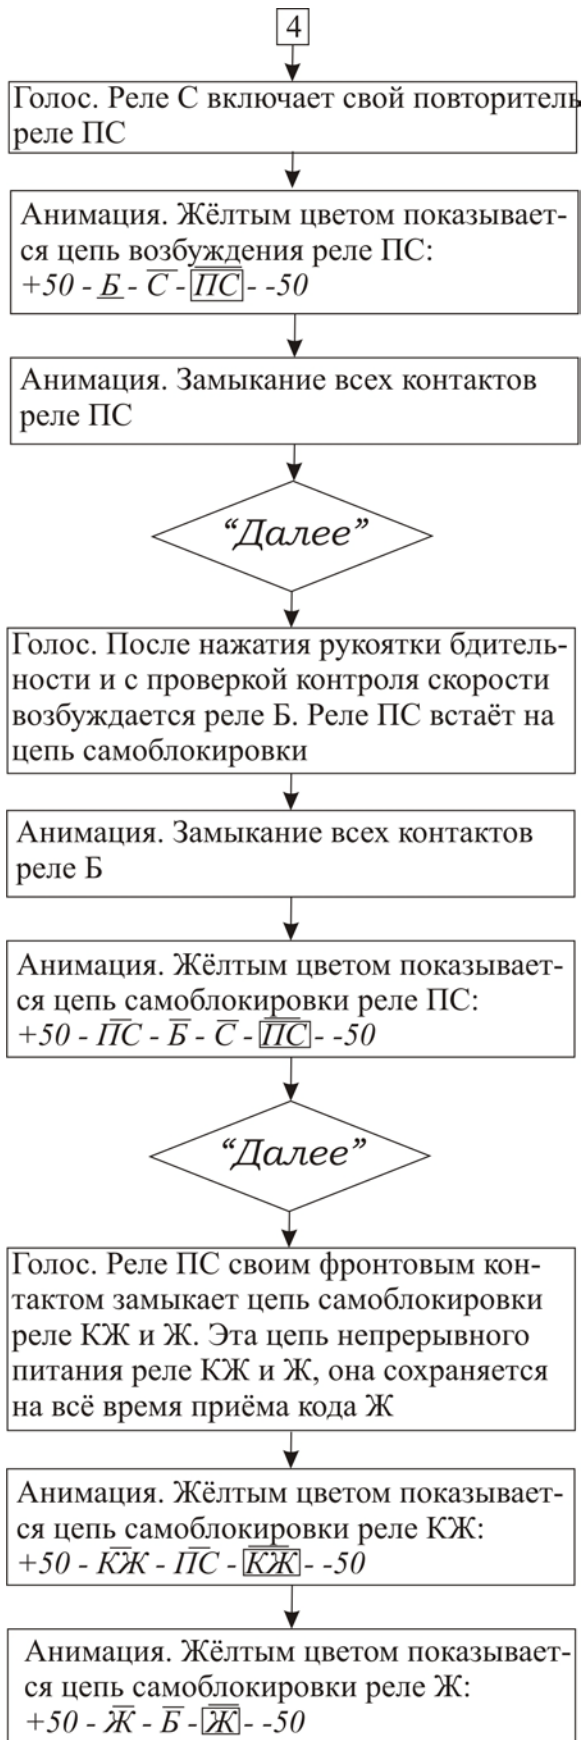 4
Голос. Реле С включает свой повторитель
реле ПС
Анимация. Жёлтым цветом показывает-
ся цепь возбуждения реле ПС:
+50 - Б - С - ПС - -50
Анимация. Замыкание всех контактов
реле ПС
“Далее”
Голос. После нажатия рукоятки бдитель-
ности и с проверкой контроля скорости
возбуждается реле Б. Реле ПС встаёт на
цепь самоблокировки
Анимация. Замыкание всех контактов
реле Б
Анимация. Жёлтым цветом показывает-
ся цепь самоблокировки реле ПС:
+50 - ПС - Б - С - ПС - -50
“Далее”
Голос. Реле ПС своим фронтовым кон-
тактом замыкает цепь самоблокировки
реле КЖ и Ж. Эта цепь непрерывного
питания реле КЖ и Ж, она сохраняется
на всё время приёма кода Ж
Анимация. Жёлтым цветом показывает-
ся цепь самоблокировки реле КЖ:
+50 - КЖ - ПС - КЖ - -50
Анимация. Жёлтым цветом показывает-
ся цепь самоблокировки реле Ж:
+50 - Ж - Б - Ж - -50